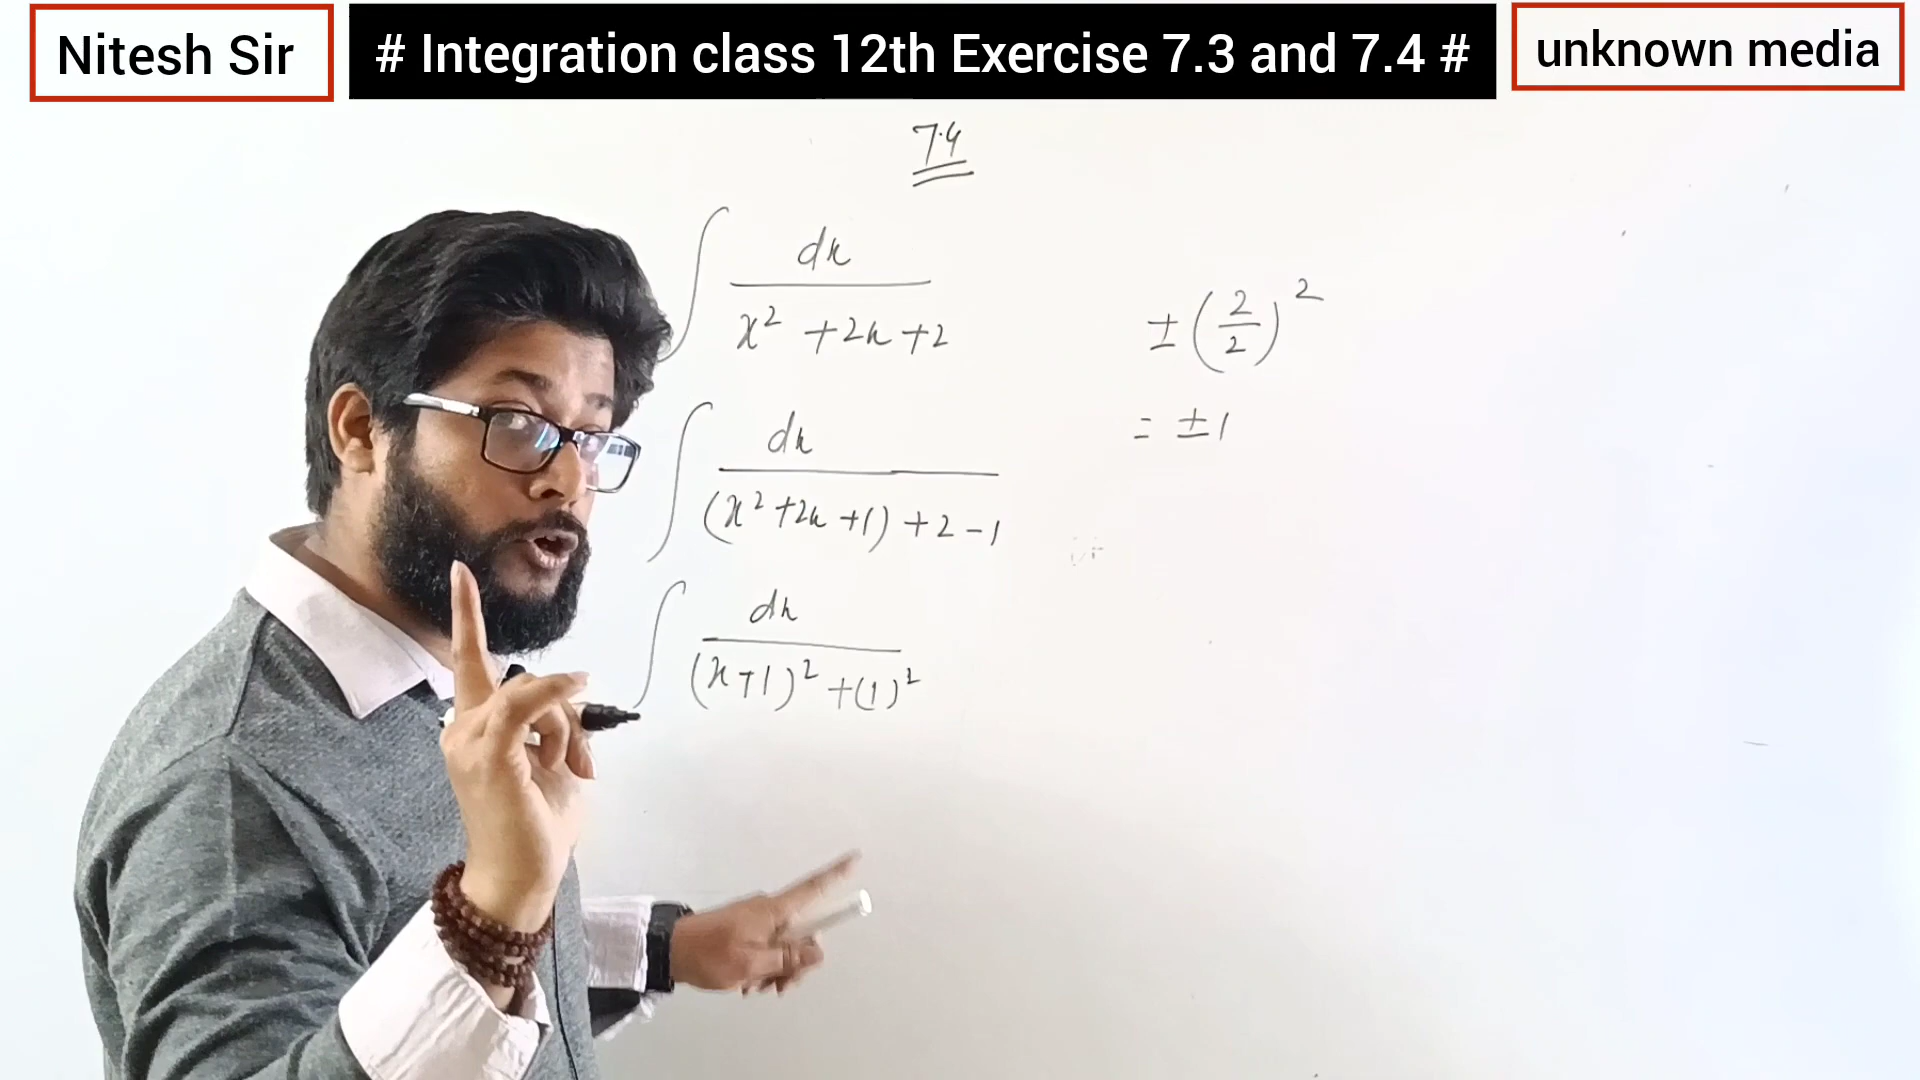 Nitesh Sir
# Integration class 12th Exercise 7.3 and 7.4 #
unknown media
7.4
∫ dx / (x² + 2x + 2)
± (2/2)²
= ± 1
∫ dx / ((x² + 2x + 1) + 2 - 1)
∫ dx / ((x + 1)² + (1)²)